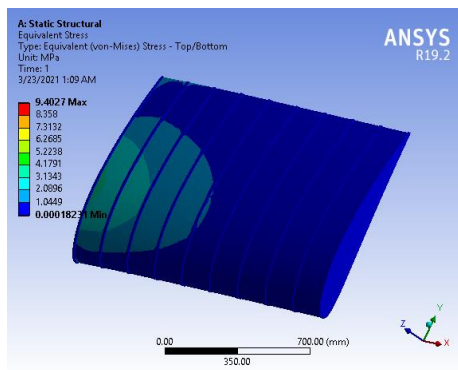 A: Static Structural
Equivalent Stress
Type: Equivalent (von-Mises) Stress - Top/Bottom
Unit: MPa
Time: 1
3/23/2021 1:09 AM
ANSYS
R19.2
9.4027 Max
8.358
7.3132
6.2685
5.2238
4.1791
3.1343
2.0896
1.0449
0.00018231 Min
0.00
700.00 (mm)
350.00
Y
Z
X